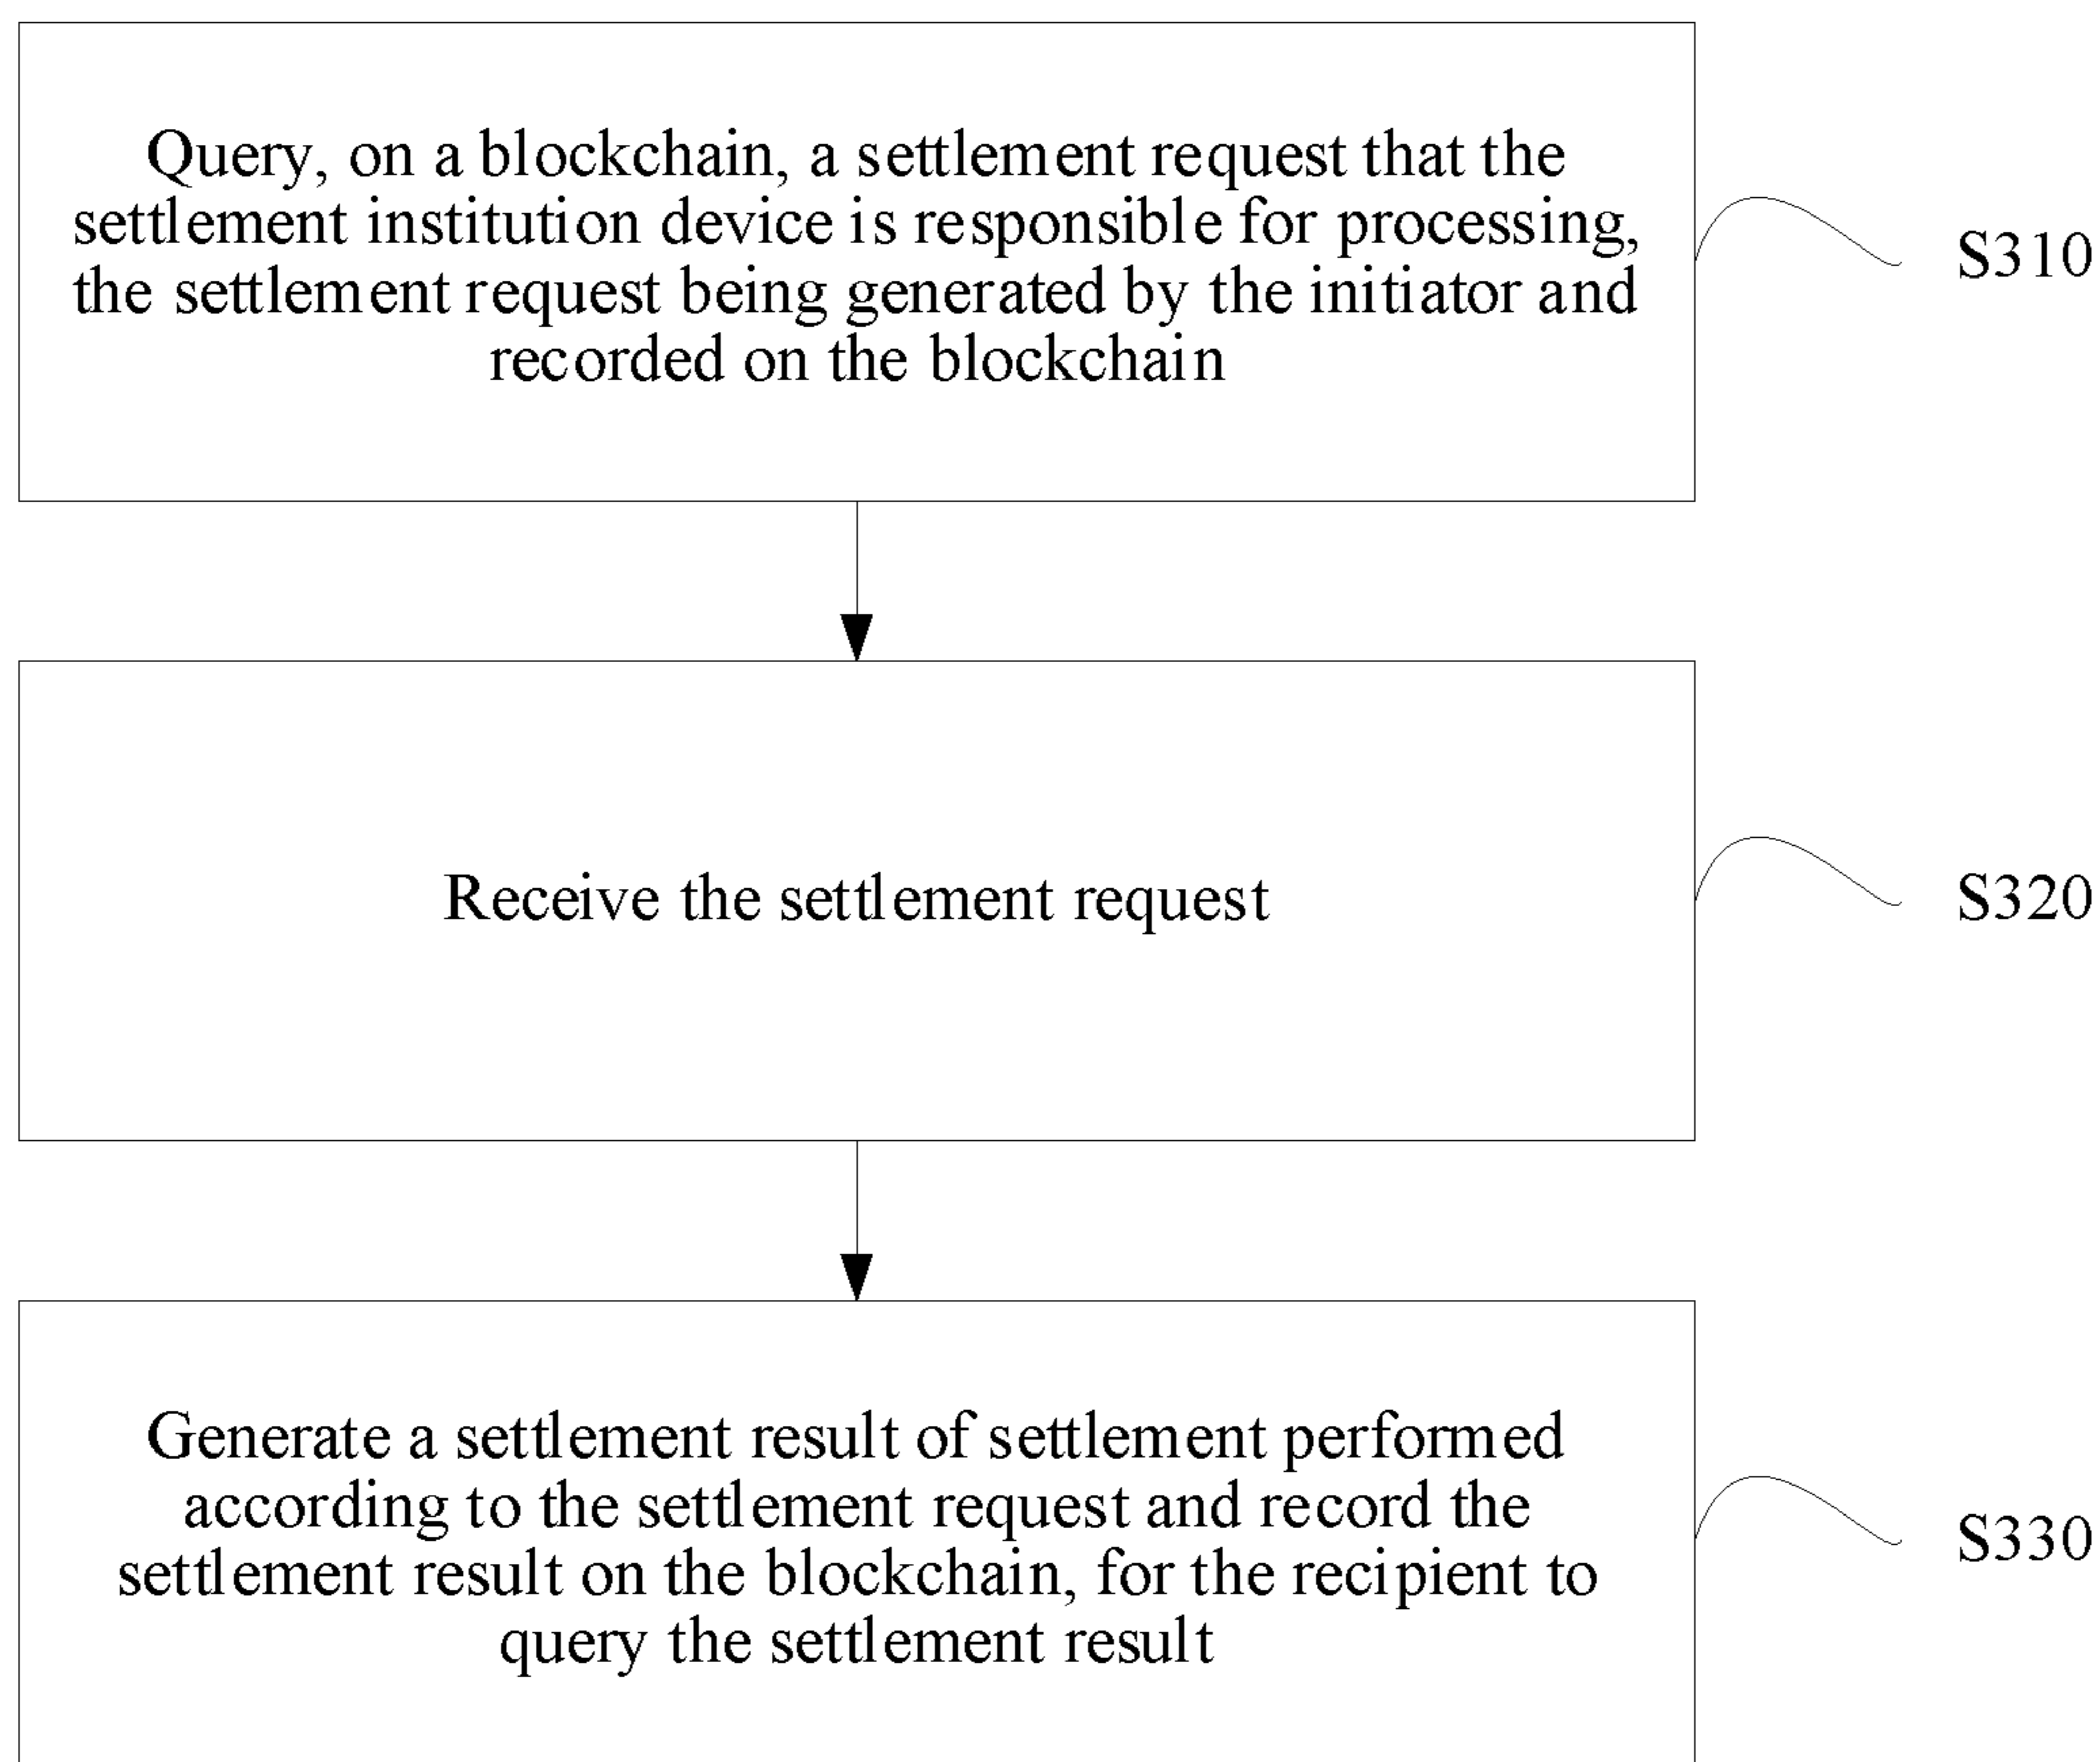 Query, on a blockchain, a settlement request that the
settlement institution device is responsible for processing,
the settlement request being generated by the initiator and
recorded on the blockchain
S310
Receive the settlement request
S320
Generate a settlement result of settlement performed
according to the settlement request and record the
settlement result on the blockchain, for the recipient to
query the settlement result
S330